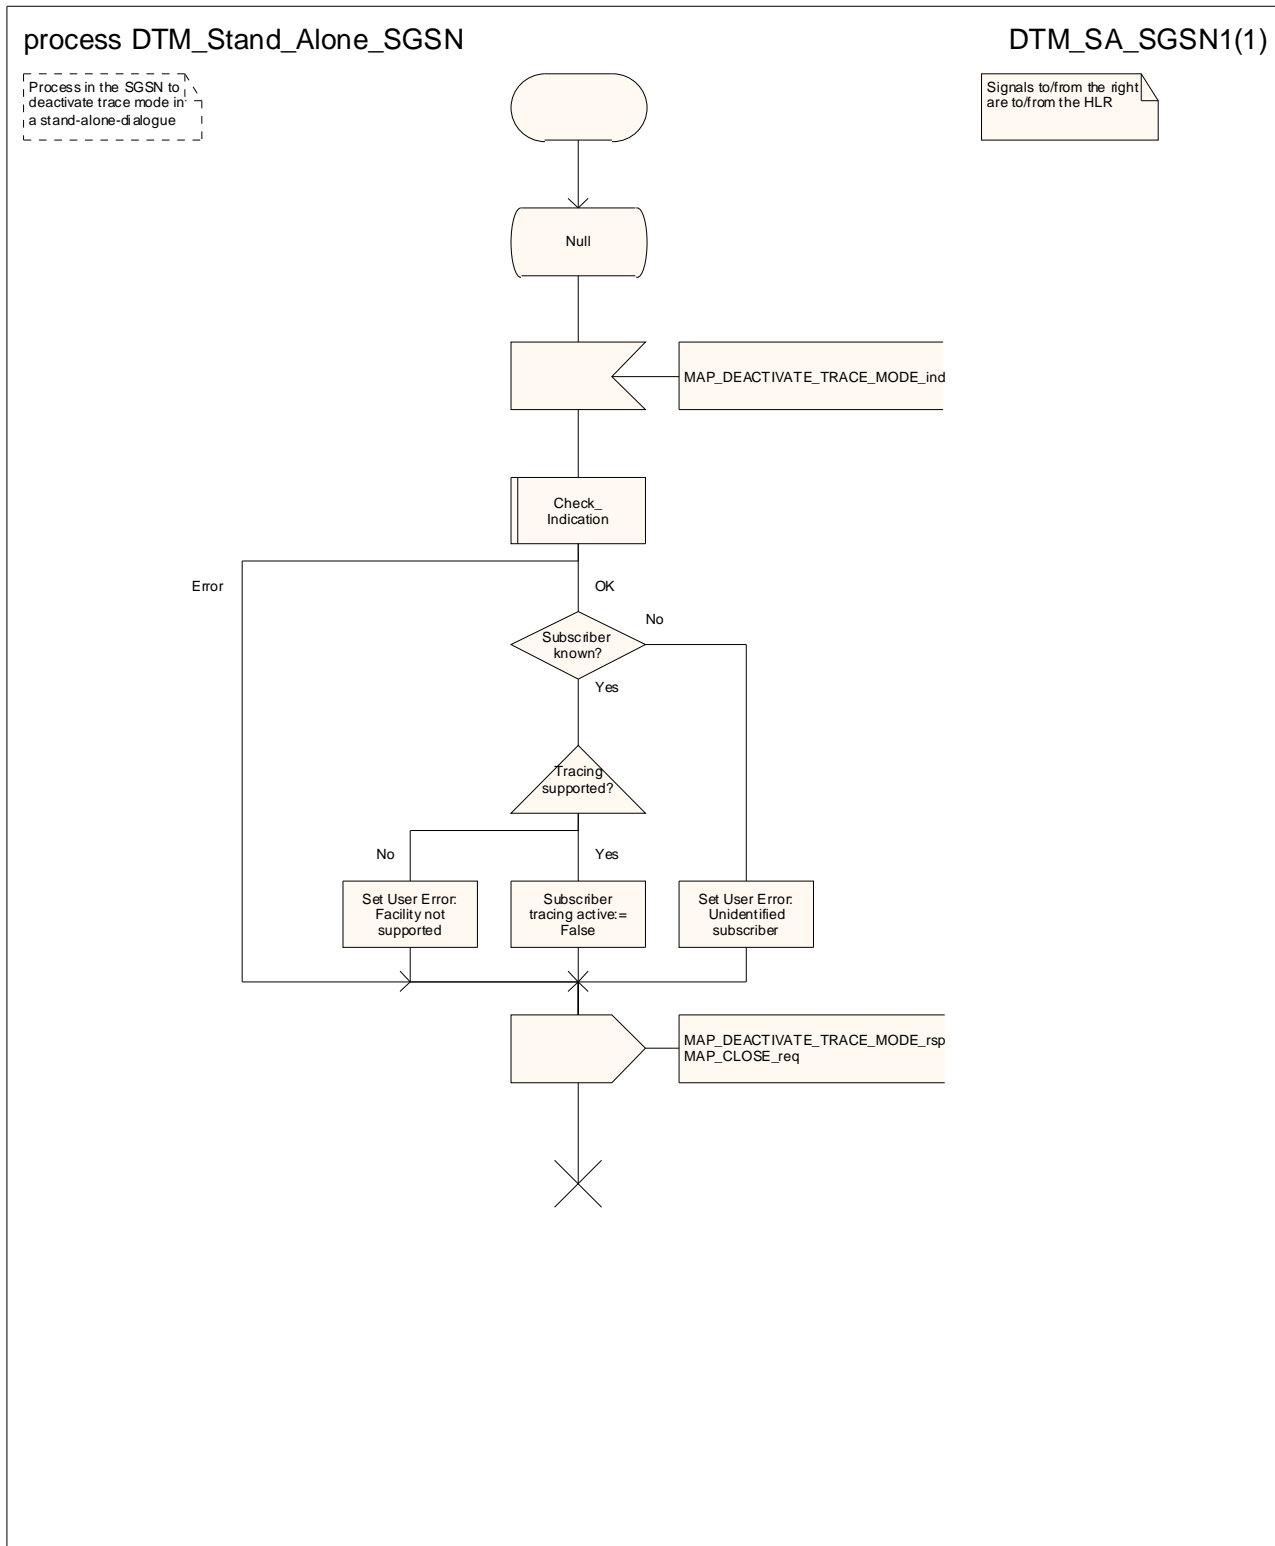 process DTM_Stand_Alone_SGSN
DTM_SA_SGSN1(1)
Process in the SGSN to
deactivate trace mode in
a stand-alone-dialogue
Signals to/from the right
are to/from the HLR
Null
MAP_DEACTIVATE_TRACE_MODE_ind
Check_
Indication
Error
OK
No
Subscriber
known?
Yes
Tracing
supported?
No
Yes
Set User Error:
Facility not
supported
Subscriber
tracing active:=
False
Set User Error:
Unidentified
subscriber
MAP_DEACTIVATE_TRACE_MODE_rsp
MAP_CLOSE_req